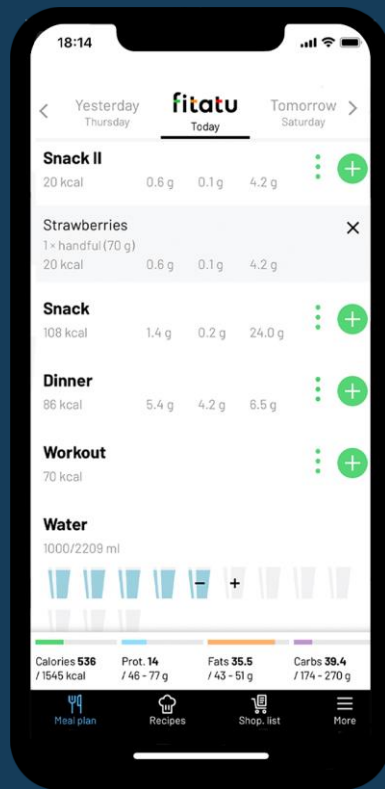 18:14
Yesterday
Thursday
fitatu
Today
Tomorrow
Saturday
Snack II
20 kcal 0.6 g 0.1 g 4.2 g
Strawberries
1 × handful (70 g)
20 kcal 0.6 g 0.1 g 4.2 g
Snack
108 kcal 1.4 g 0.2 g 24.0 g
Dinner
86 kcal 5.4 g 4.2 g 6.5 g
Workout
70 kcal
Water
1000/2209 ml
Calories 536 Prot. 14 Fats 35.5 Carbs 39.4
/ 1545 kcal / 46 - 77 g / 43 - 51 g / 174 - 270 g
Meal plan Recipes Shop. list More